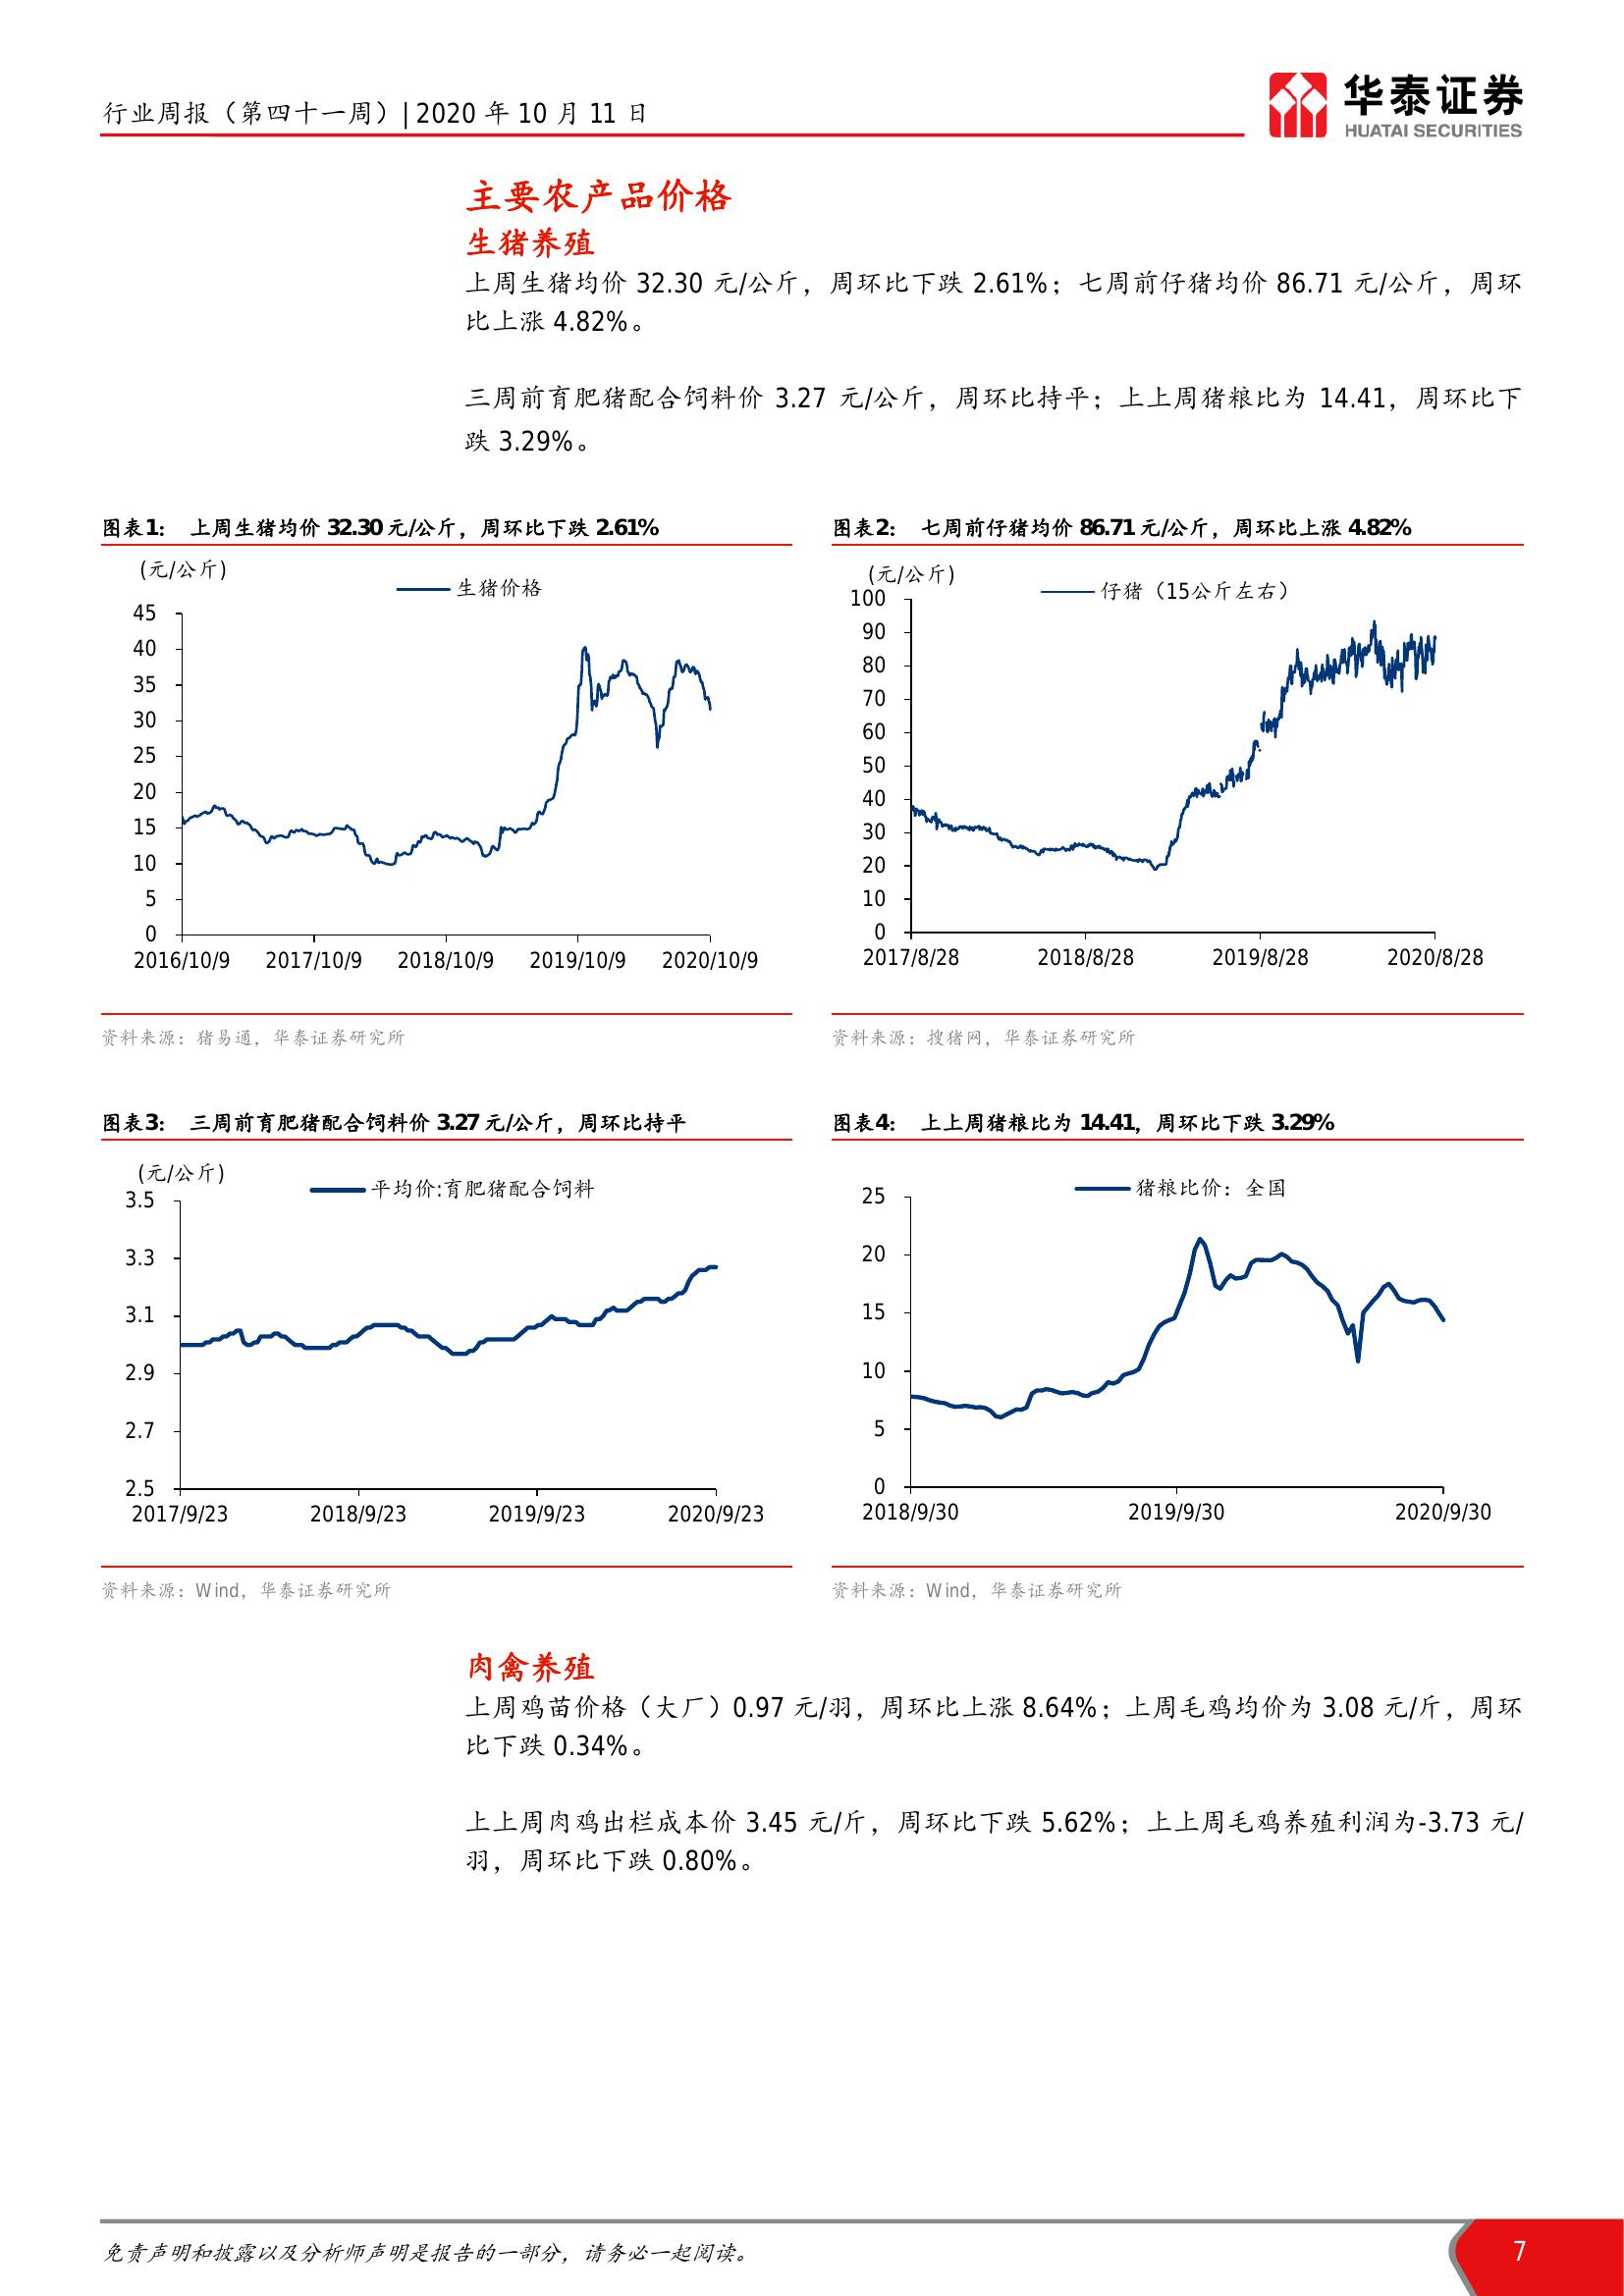 行业周报（第四十一周）| 2020 年 10 月 11 日
华泰证券
HUATAI SECURITIES
主要农产品价格
生猪养殖
上周生猪均价 32.30 元/公斤，周环比下跌 2.61%；七周前仔猪均价 86.71 元/公斤，周环
比上涨 4.82%。
三周前育肥猪配合饲料价 3.27 元/公斤，周环比持平；上上周猪粮比为 14.41，周环比下
跌 3.29%。
图表1： 上周生猪均价 32.30 元/公斤，周环比下跌 2.61%
(元/公斤)
生猪价格
45
40
35
30
25
20
15
10
5
0
2016/10/9 2017/10/9 2018/10/9 2019/10/9 2020/10/9
资料来源：猪易通，华泰证券研究所
图表2： 七周前仔猪均价 86.71 元/公斤，周环比上涨 4.82%
(元/公斤)
仔猪（15公斤左右）
100
90
80
70
60
50
40
30
20
10
0
2017/8/28 2018/8/28 2019/8/28 2020/8/28
资料来源：搜猪网，华泰证券研究所
图表3： 三周前育肥猪配合饲料价 3.27 元/公斤，周环比持平
(元/公斤)
平均价:育肥猪配合饲料
3.5
3.3
3.1
2.9
2.7
2.5
2017/9/23 2018/9/23 2019/9/23 2020/9/23
资料来源：Wind，华泰证券研究所
图表4： 上上周猪粮比为 14.41，周环比下跌 3.29%
猪粮比价：全国
25
20
15
10
5
0
2018/9/30 2019/9/30 2020/9/30
资料来源：Wind，华泰证券研究所
肉禽养殖
上周鸡苗价格（大厂）0.97 元/羽，周环比上涨 8.64%；上周毛鸡均价为 3.08 元/斤，周环
比下跌 0.34%。
上上周肉鸡出栏成本价 3.45 元/斤，周环比下跌 5.62%；上上周毛鸡养殖利润为-3.73 元/
羽，周环比下跌 0.80%。
免责声明和披露以及分析师声明是报告的一部分，请务必一起阅读。
7